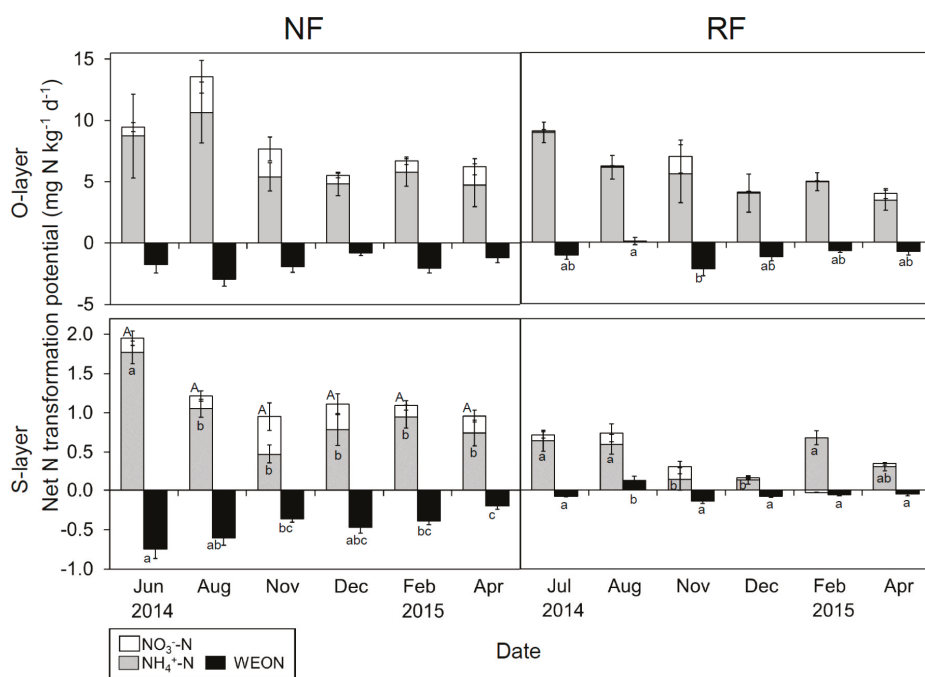 NF RF
O-layer
S-layer
Net N transformation potential (mg N kg⁻¹ d⁻¹)
15
10
5
0
-5
a
ab b ab ab ab
2.0
1.5
1.0
0.5
0.0
-0.5
-1.0
A A A A A A
a b b b b b
a ab bc abc bc c
a a b b a ab
a b a a a a
Jun Aug Nov Dec Feb Apr Jul Aug Nov Dec Feb Apr
2014 2015 2014 2015
Date
NO₃⁻-N
NH₄⁺-N WEON